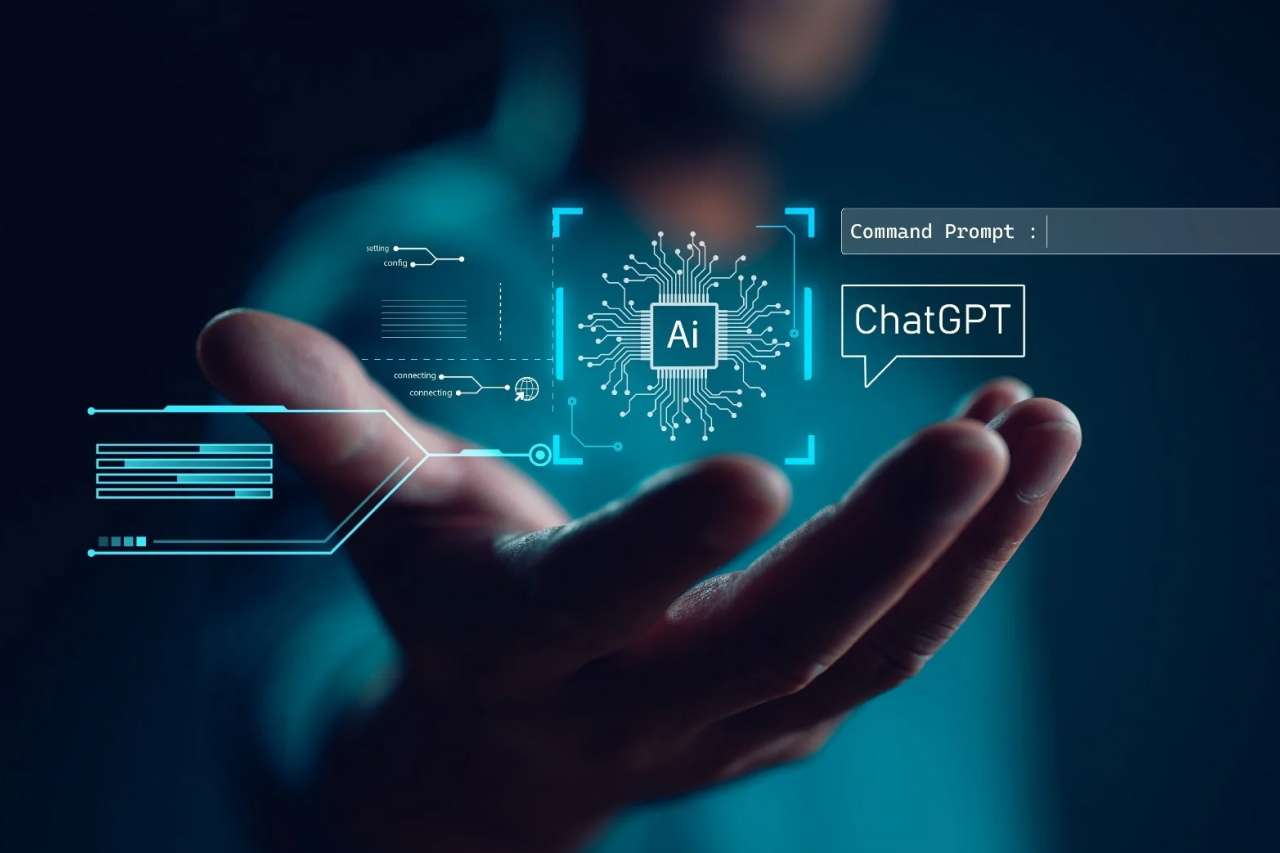 Command Prompt :
setting
config
Ai
ChatGPT
connecting
connecting